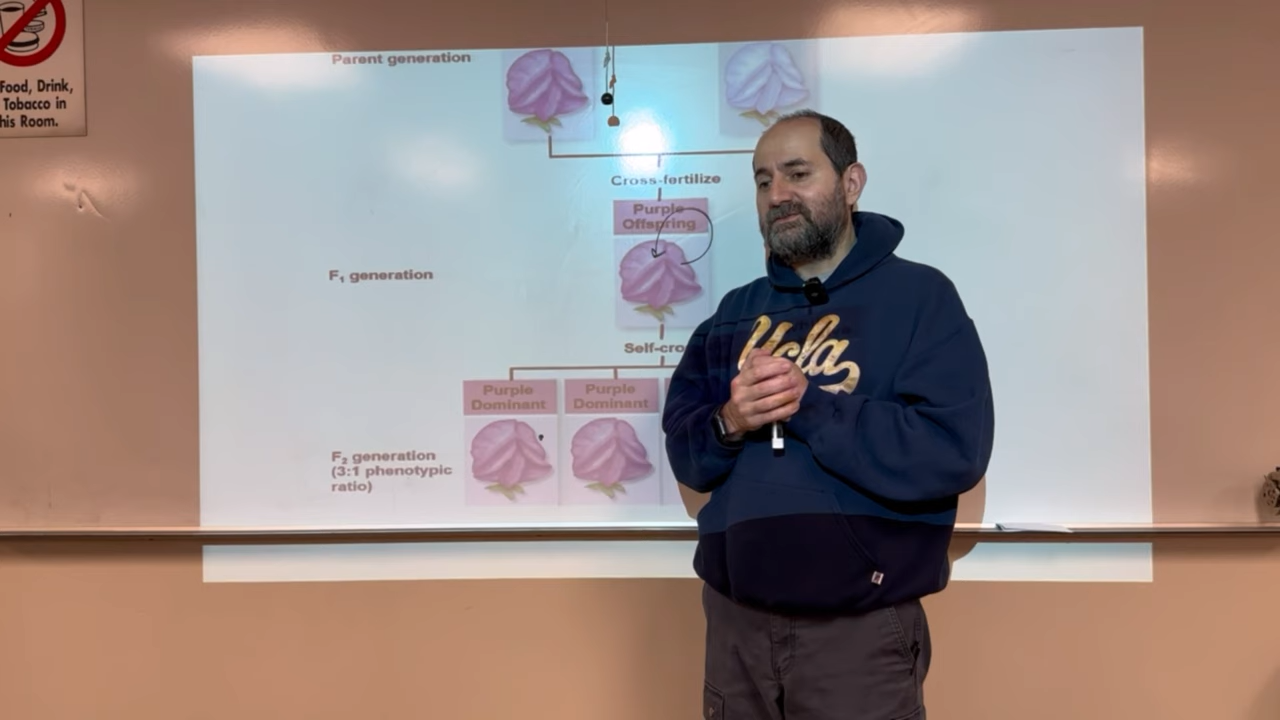 Food, Drink,
Tobacco in
his Room.
Parent generation
Cross-fertilize
Purple
Offspring
F₁ generation
Self-cro
Purple
Dominant
Purple
Dominant
F₂ generation
(3:1 phenotypic
ratio)
Ucla